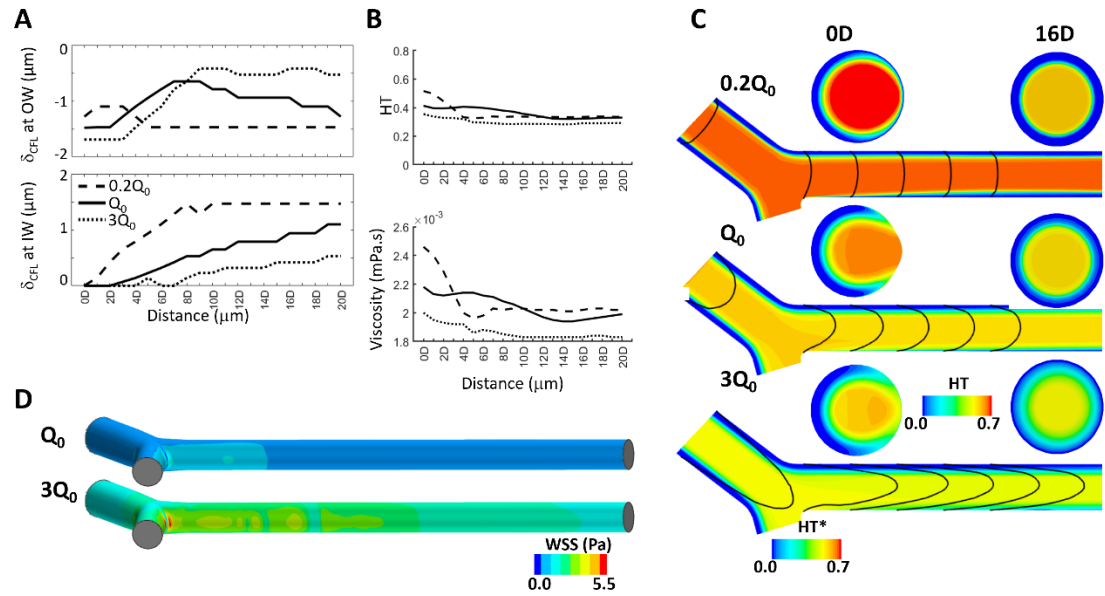 A
B
C
D
δCFL at OW (μm)
0
-1
-2
δCFL at IW (μm)
2
1
0
0.2Q0
Q0
3Q0
0D 2D 4D 6D 8D 10D 12D 14D 16D 18D 20D
Distance (μm)
HT
0.8
0.6
0.4
0.2
0
0D 2D 4D 6D 8D 10D 12D 14D 16D 18D 20D
×10⁻³
Viscosity (mPa.s)
2.6
2.4
2.2
2
1.8
0D 2D 4D 6D 8D 10D 12D 14D 16D 18D 20D
Distance (μm)
0D
16D
0.2Q0
Q0
3Q0
HT
0.0 0.7
HT*
0.0 0.7
Q0
3Q0
WSS (Pa)
0.0 5.5